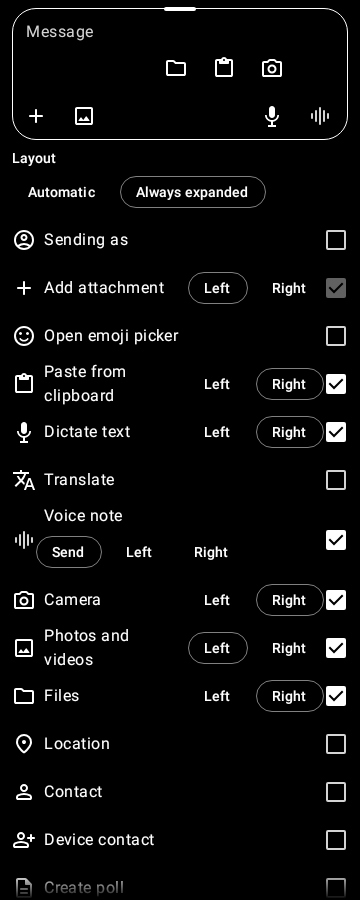 Message
Layout
Automatic Always expanded
Sending as
Add attachment Left Right
Open emoji picker
Paste from
clipboard Left Right
Dictate text Left Right
Translate
Voice note
Send Left Right
Camera Left Right
Photos and
videos Left Right
Files Left Right
Location
Contact
Device contact
Create poll